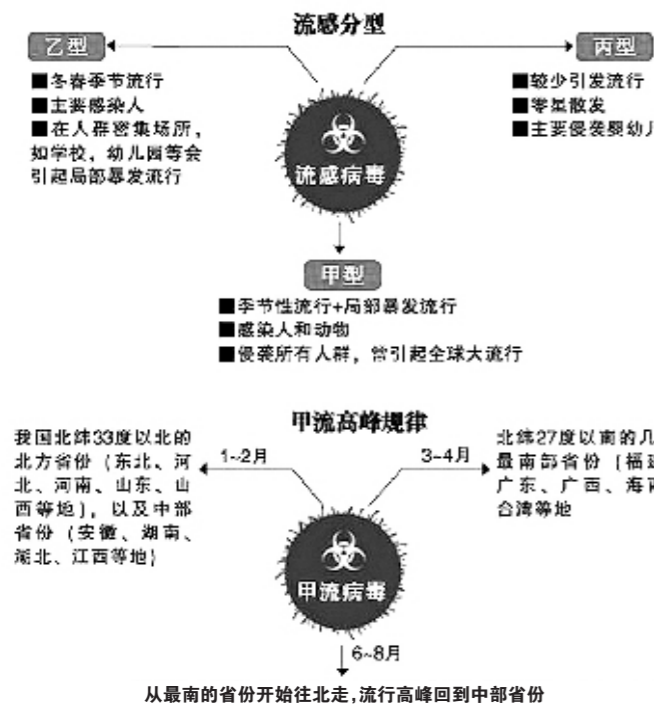 流感分型
乙型
■冬春季节流行
■主要感染人
■在人群密集场所，
如学校，幼儿园等会
引起局部暴发流行
丙型
■较少引发流行
■零星散发
■主要侵袭婴幼儿
流感病毒
甲型
■季节性流行+局部暴发流行
■感染人和动物
■侵袭所有人群，常引起全球大流行
甲流高峰规律
我国北纬33度以北的
北方省份（东北、河
北、河南、山东、山
西等地），以及中部
省份（安徽、湖南、
湖北、江西等地）
1~2月
3~4月
北纬27度以南的几
最南部省份（福建
广东、广西、海南
台湾等地
甲流病毒
6~8月
从最南的省份开始往北走,流行高峰回到中部省份